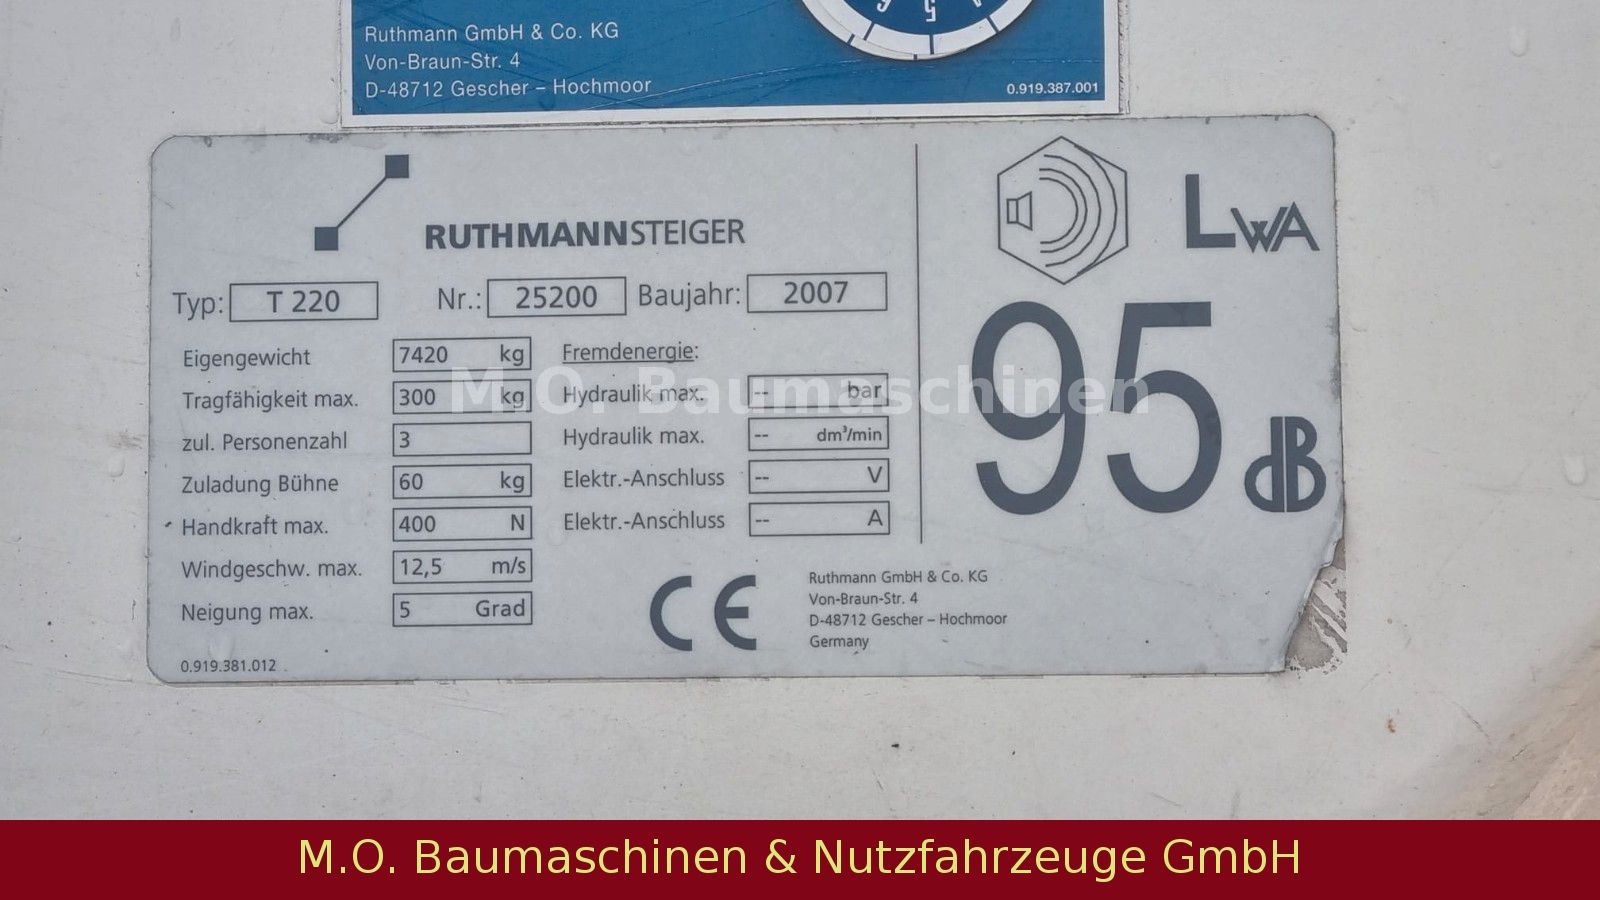 Ruthmann GmbH & Co. KG
Von-Braun-Str. 4
D-48712 Gescher – Hochmoor
5
0.919.387.001
RUTHMANNSTEIGER
Typ: T 220 Nr.: 25200 Baujahr: 2007
Eigengewicht 7420 kg
Tragfähigkeit max. 300 kg
zul. Personenzahl 3
Zuladung Bühne 60 kg
Handkraft max. 400 N
Windgeschw. max. 12,5 m/s
Neigung max. 5 Grad
0.919.381.012
Fremdenergie:
Hydraulik max. -- bar
Hydraulik max. -- dm³/min
Elektr.-Anschluss -- V
Elektr.-Anschluss -- A
CE
Ruthmann GmbH & Co. KG
Von-Braun-Str. 4
D-48712 Gescher – Hochmoor
Germany
LWA
95 dB
M.O. Baumaschinen
M.O. Baumaschinen & Nutzfahrzeuge GmbH